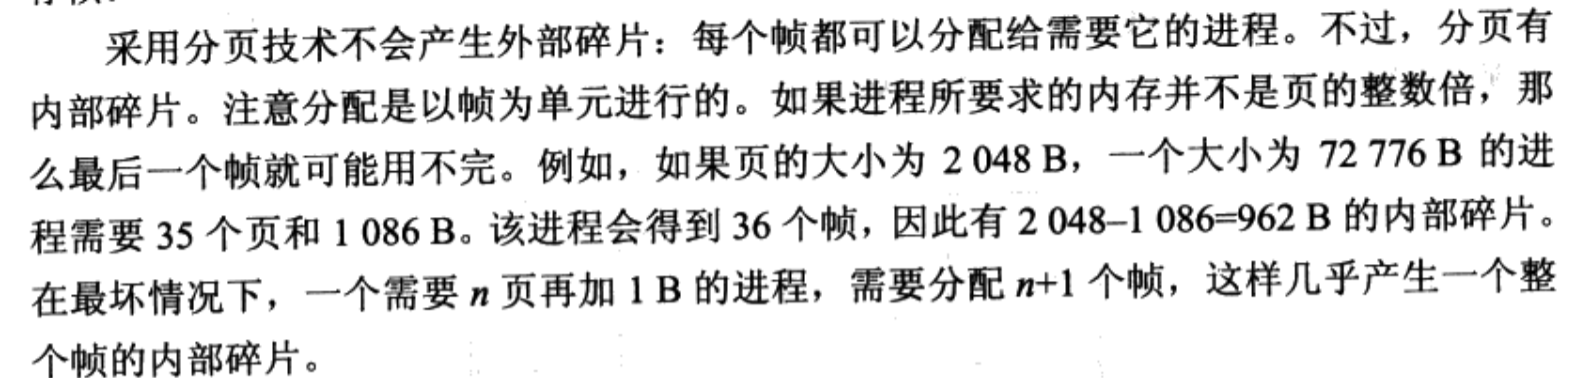 采用分页技术不会产生外部碎片：每个帧都可以分配给需要它的进程。不过，分页有
内部碎片。注意分配是以帧为单元进行的。如果进程所要求的内存并不是页的整数倍，那
么最后一个帧就可能用不完。例如，如果页的大小为 2 048 B，一个大小为 72 776 B 的进
程需要 35 个页和 1 086 B。该进程会得到 36 个帧，因此有 2 048–1 086=962 B 的内部碎片。
在最坏情况下，一个需要 n 页再加 1 B 的进程，需要分配 n+1 个帧，这样几乎产生一个整
个帧的内部碎片。